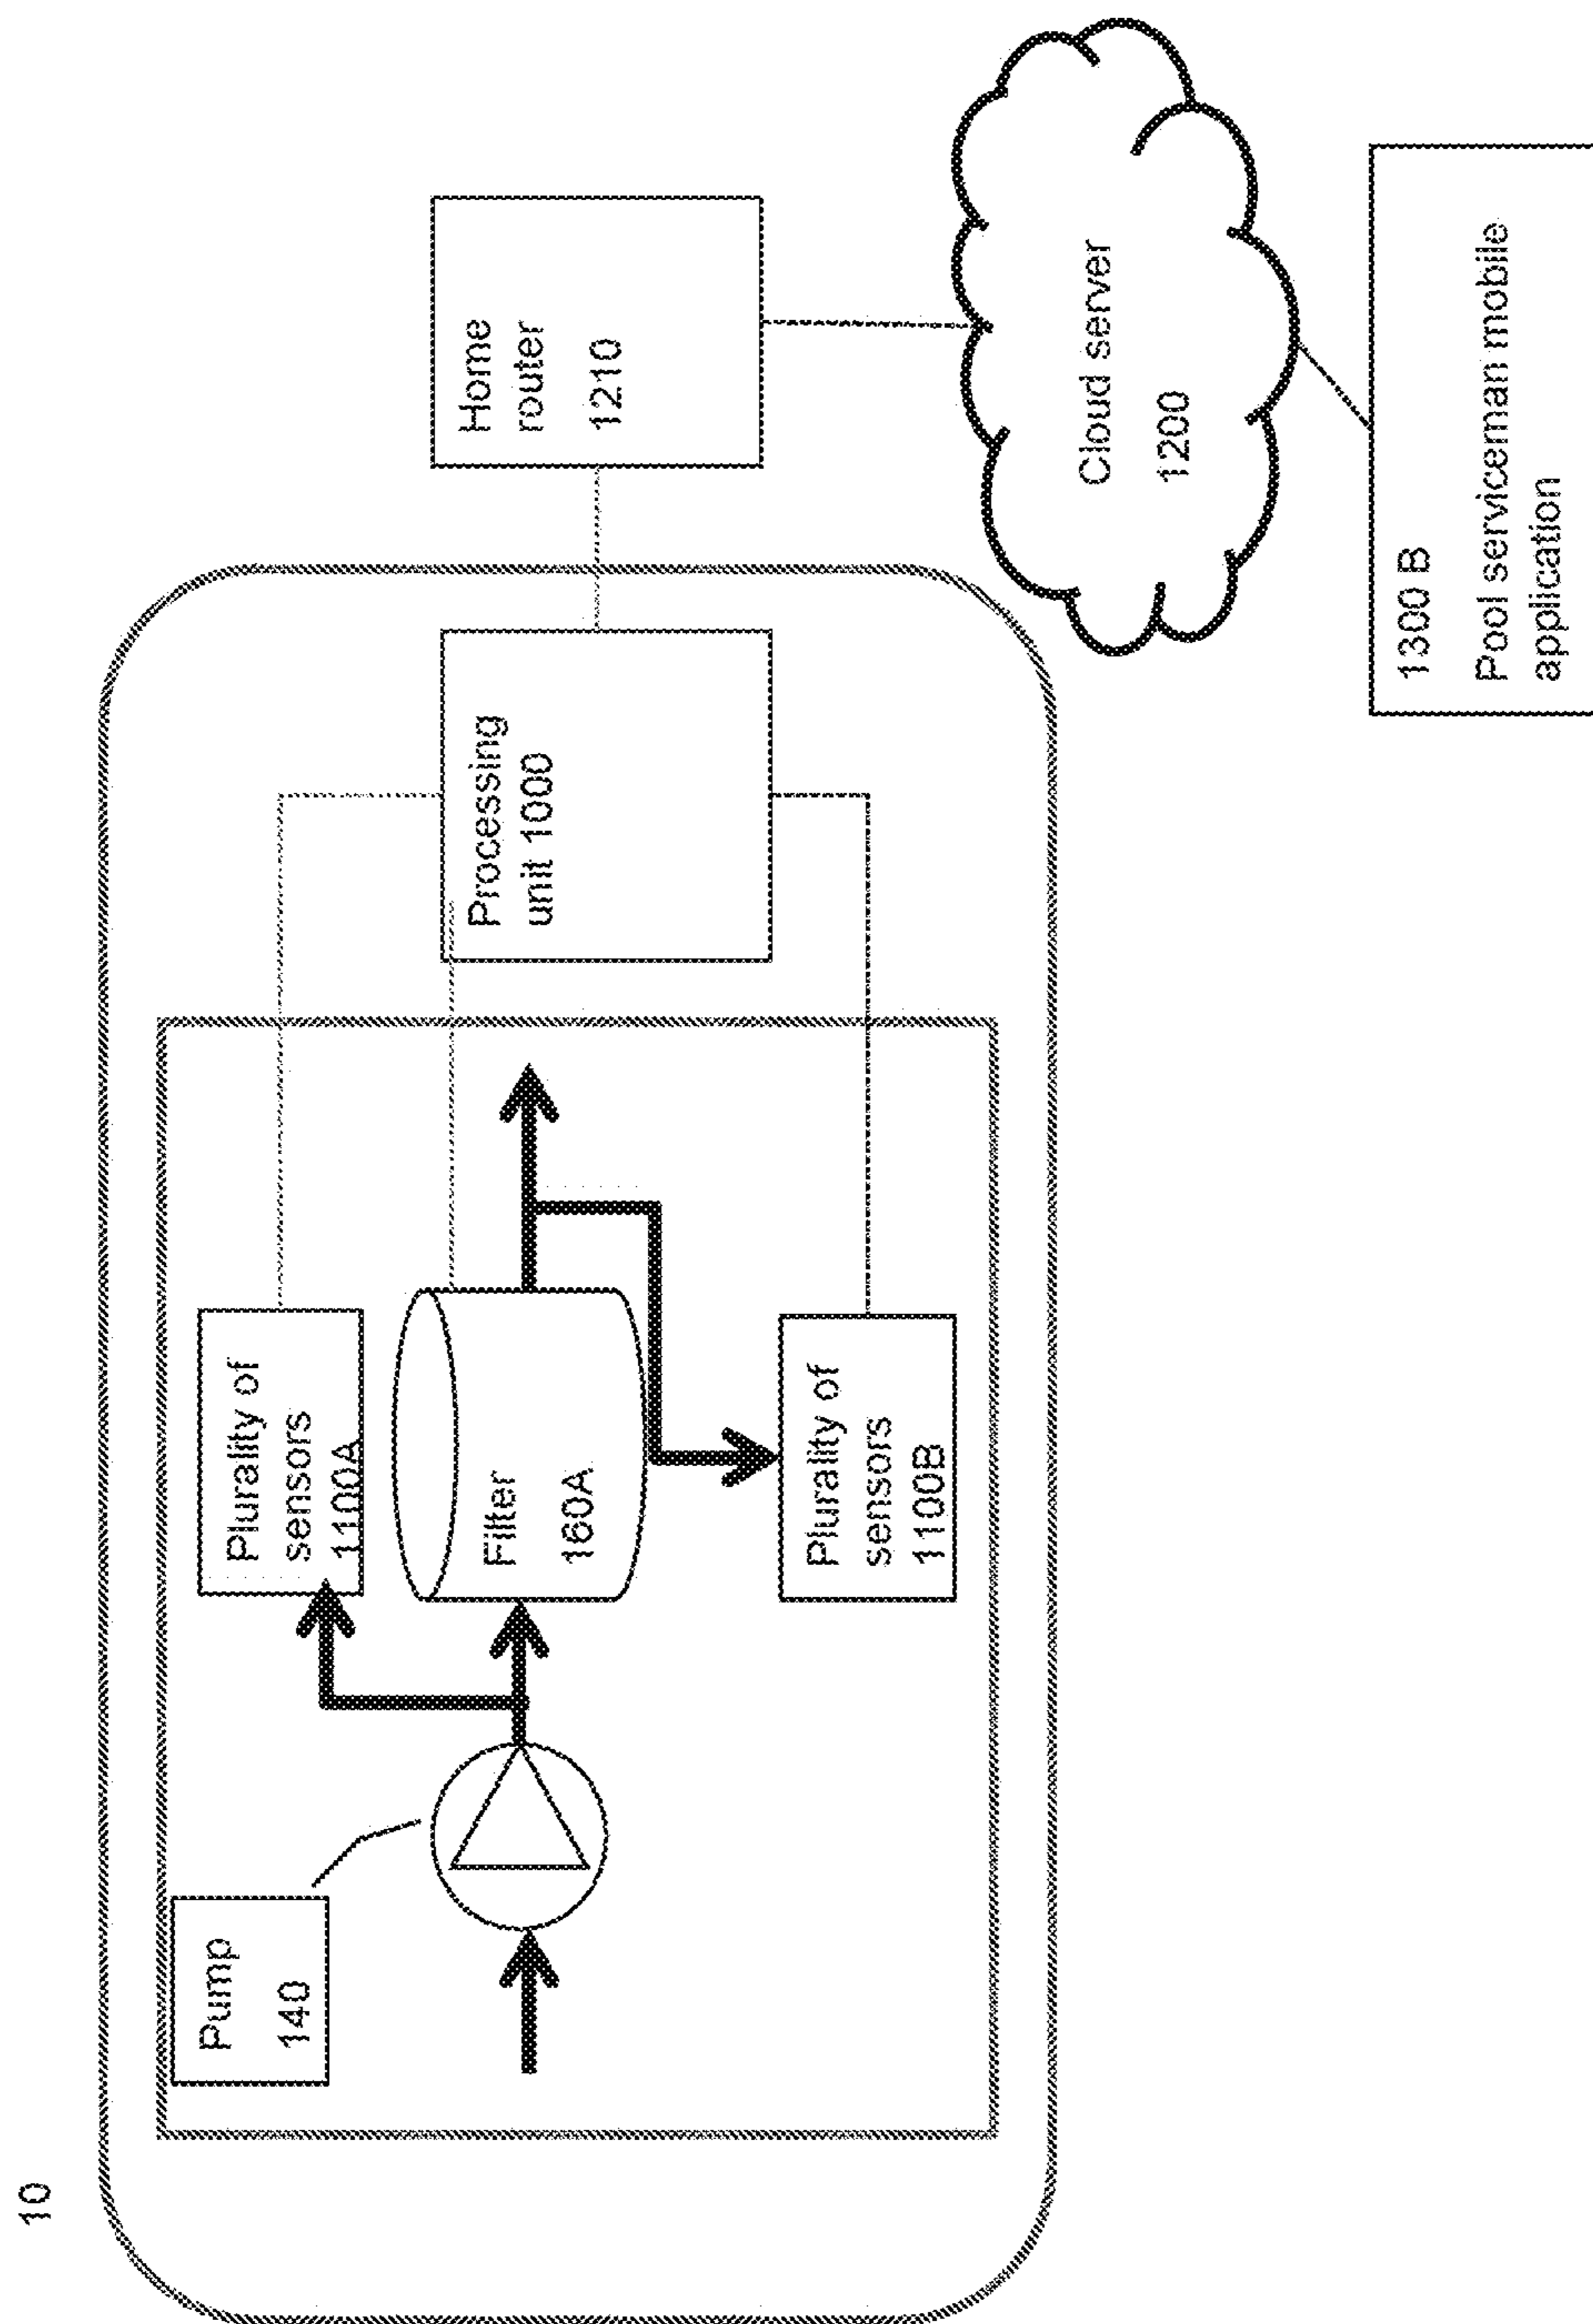 10
Pump
140
Plurality of
sensors
1100A
Filter
160A
Plurality of
sensors
1100B
Processing
unit 1000
Home
router
1210
Cloud server
1200
1300 B
Pool serviceman mobile
application